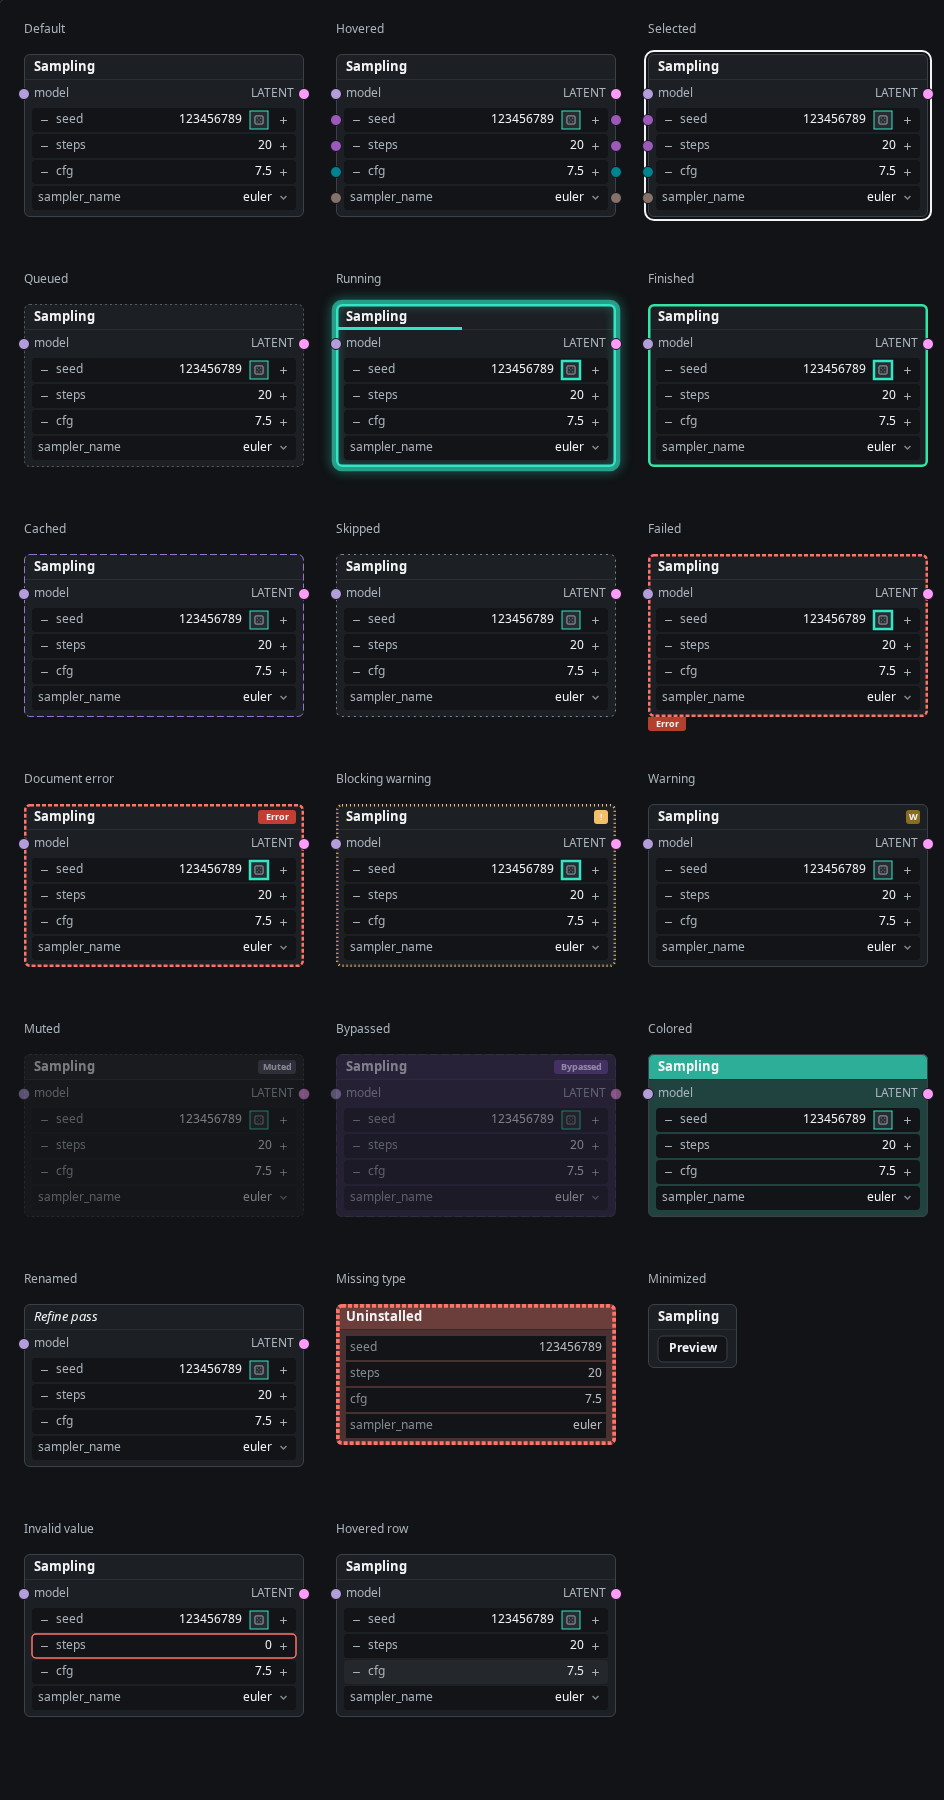 Default
Hovered
Selected
Sampling
Sampling
Sampling
model LATENT
model LATENT
model LATENT
– seed 123456789 +
– seed 123456789 +
– seed 123456789 +
– steps 20 +
– steps 20 +
– steps 20 +
– cfg 7.5 +
– cfg 7.5 +
– cfg 7.5 +
sampler_name euler
sampler_name euler
sampler_name euler
Queued
Running
Finished
Sampling
Sampling
Sampling
model LATENT
model LATENT
model LATENT
– seed 123456789 +
– seed 123456789 +
– seed 123456789 +
– steps 20 +
– steps 20 +
– steps 20 +
– cfg 7.5 +
– cfg 7.5 +
– cfg 7.5 +
sampler_name euler
sampler_name euler
sampler_name euler
Cached
Skipped
Failed
Sampling
Sampling
Sampling
model LATENT
model LATENT
model LATENT
– seed 123456789 +
– seed 123456789 +
– seed 123456789 +
– steps 20 +
– steps 20 +
– steps 20 +
– cfg 7.5 +
– cfg 7.5 +
– cfg 7.5 +
sampler_name euler
sampler_name euler
sampler_name euler
Error
Document error
Blocking warning
Warning
Sampling Error
Sampling !
Sampling W
model LATENT
model LATENT
model LATENT
– seed 123456789 +
– seed 123456789 +
– seed 123456789 +
– steps 20 +
– steps 20 +
– steps 20 +
– cfg 7.5 +
– cfg 7.5 +
– cfg 7.5 +
sampler_name euler
sampler_name euler
sampler_name euler
Muted
Bypassed
Colored
Sampling Muted
Sampling Bypassed
Sampling
model LATENT
model LATENT
model LATENT
– seed 123456789 +
– seed 123456789 +
– seed 123456789 +
– steps 20 +
– steps 20 +
– steps 20 +
– cfg 7.5 +
– cfg 7.5 +
– cfg 7.5 +
sampler_name euler
sampler_name euler
sampler_name euler
Renamed
Missing type
Minimized
Refine pass
Uninstalled
Sampling
model LATENT
seed 123456789
Preview
– seed 123456789 +
steps 20
– steps 20 +
cfg 7.5
– cfg 7.5 +
sampler_name euler
sampler_name euler
Invalid value
Hovered row
Sampling
Sampling
model LATENT
model LATENT
– seed 123456789 +
– seed 123456789 +
– steps 0 +
– steps 20 +
– cfg 7.5 +
– cfg 7.5 +
sampler_name euler
sampler_name euler